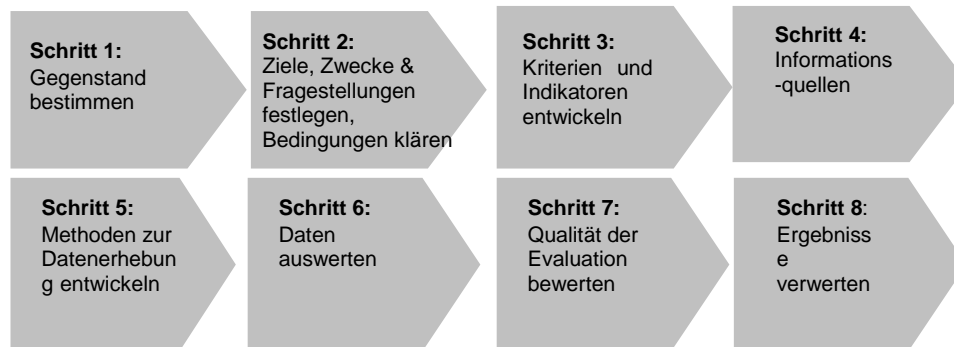 Schritt 1:
Gegenstand
bestimmen
Schritt 2:
Ziele, Zwecke &
Fragestellungen
festlegen,
Bedingungen klären
Schritt 3:
Kriterien und
Indikatoren
entwickeln
Schritt 4:
Informations
-quellen
Schritt 5:
Methoden zur
Datenerhebun
g entwickeln
Schritt 6:
Daten
auswerten
Schritt 7:
Qualität der
Evaluation
bewerten
Schritt 8:
Ergebniss
e
verwerten